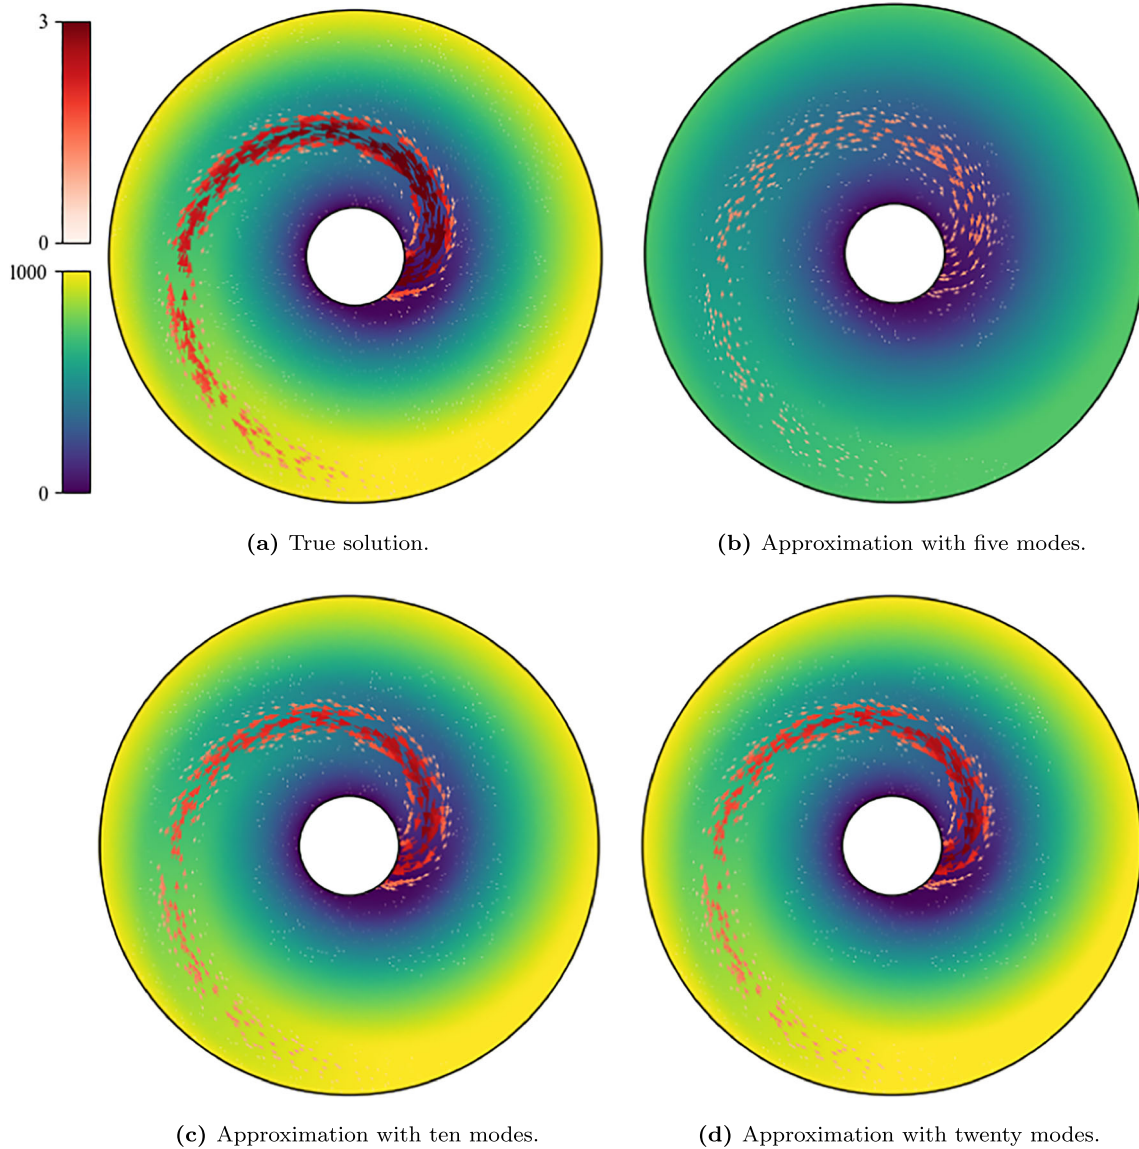 3
0
1000
0
(a) True solution.
(b) Approximation with five modes.
(c) Approximation with ten modes.
(d) Approximation with twenty modes.